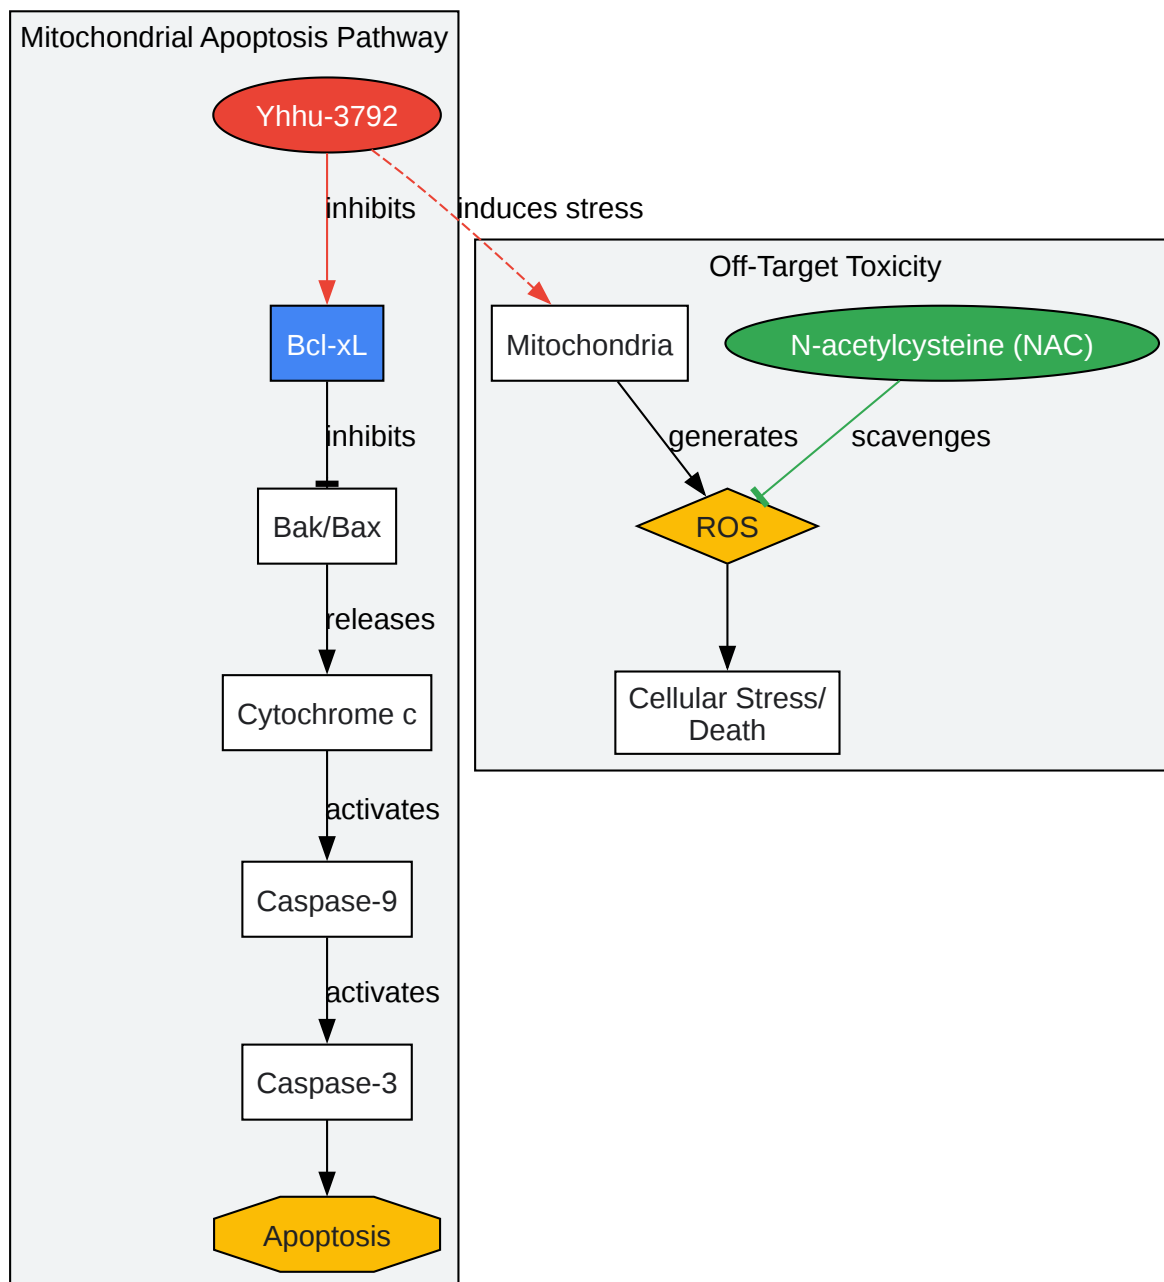 Mitochondrial Apoptosis Pathway
Yhhu-3792
inhibits
induces stress
Off-Target Toxicity
Bcl-xL
Mitochondria
N-acetylcysteine (NAC)
inhibits
generates
scavenges
Bak/Bax
ROS
releases
Cytochrome c
Cellular Stress/
Death
activates
Caspase-9
activates
Caspase-3
Apoptosis